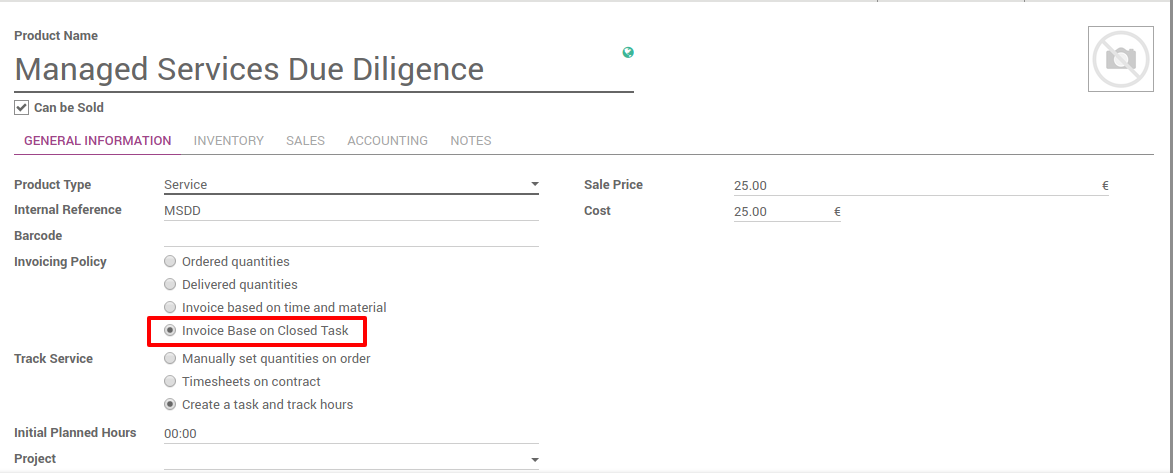 Product Name
Managed Services Due Diligence
Can be Sold
GENERAL INFORMATION INVENTORY SALES ACCOUNTING NOTES
Product Type Service Sale Price 25.00 €
Internal Reference MSDD Cost 25.00 €
Barcode
Invoicing Policy Ordered quantities
Delivered quantities
Invoice based on time and material
Invoice Base on Closed Task
Track Service Manually set quantities on order
Timesheets on contract
Create a task and track hours
Initial Planned Hours 00:00
Project